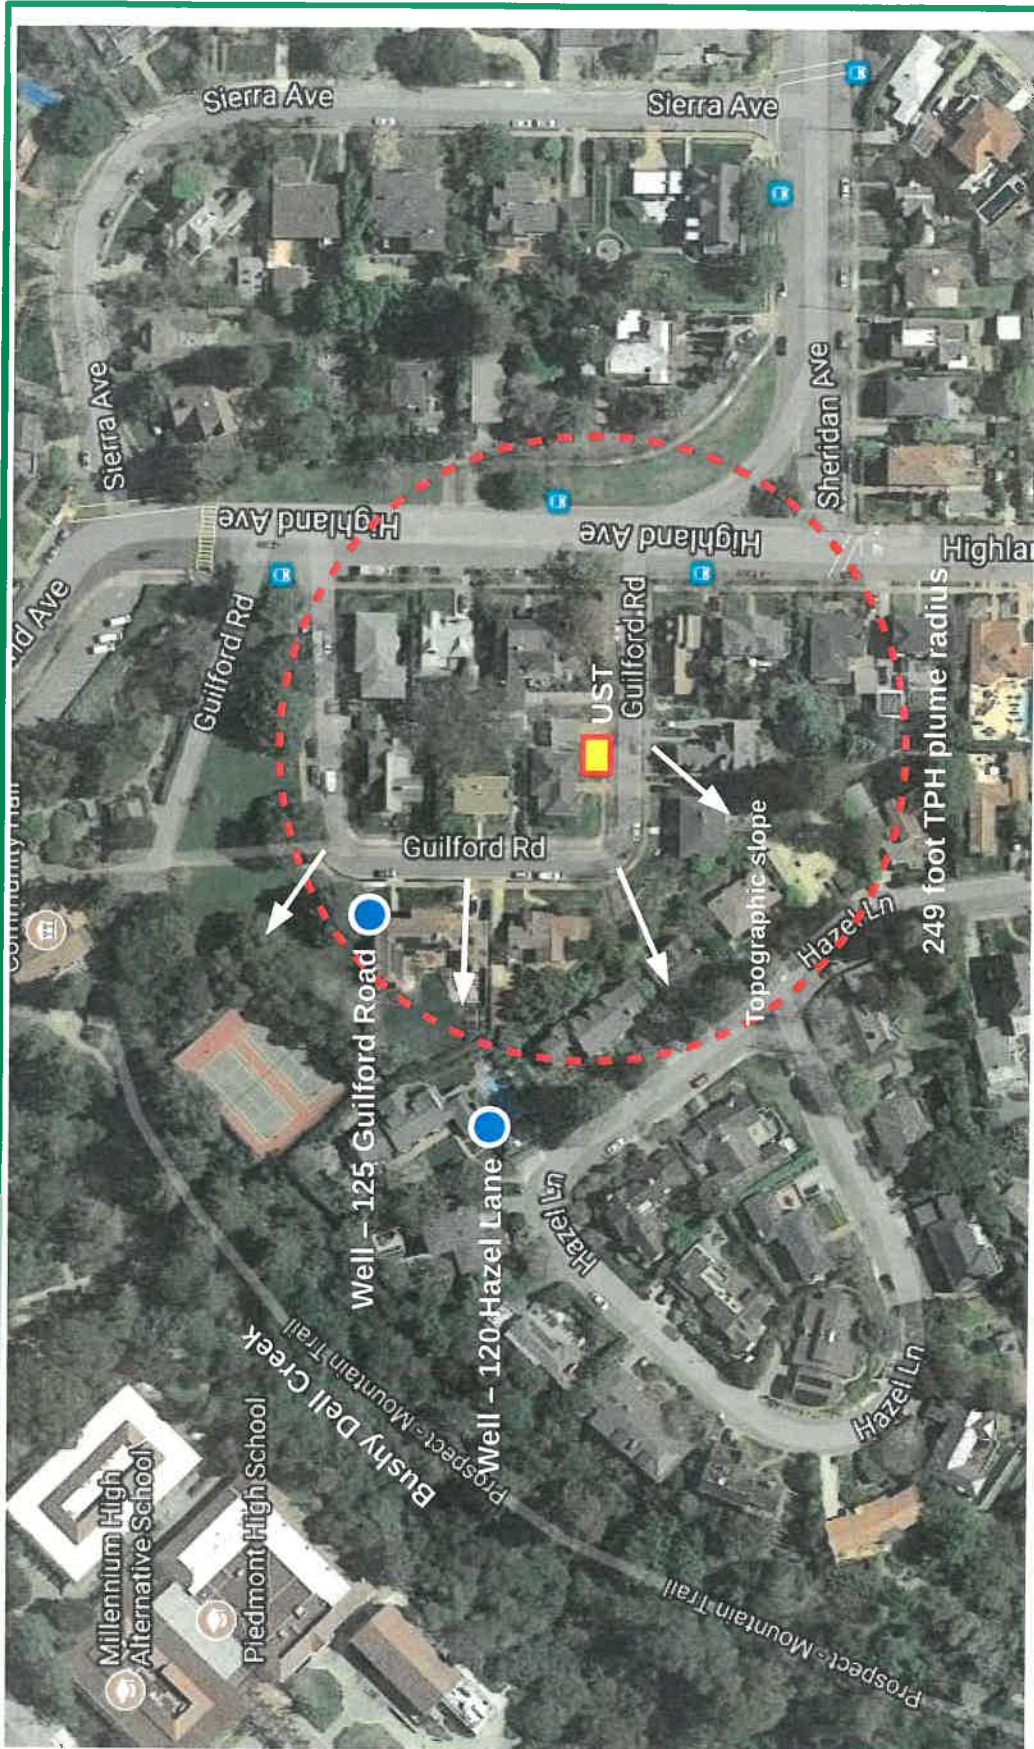 Sierra Ave
Sierra Ave
Sierra Ave
Highland Ave
Highland Ave
Sheridan Ave
Guilford Rd
Guilford Rd
UST
Guilford Rd
249 foot TPH plume radius
Topographic slope
Hazel Ln
Well – 125 Guilford Road
Well – 120 Hazel Lane
Hazel Ln
Hazel Ln
Bushy Dell Creek
Prospect - Mountain Trail
Prospect - Mountain Trail
Millennium High
Alternative School
Piedmont High School